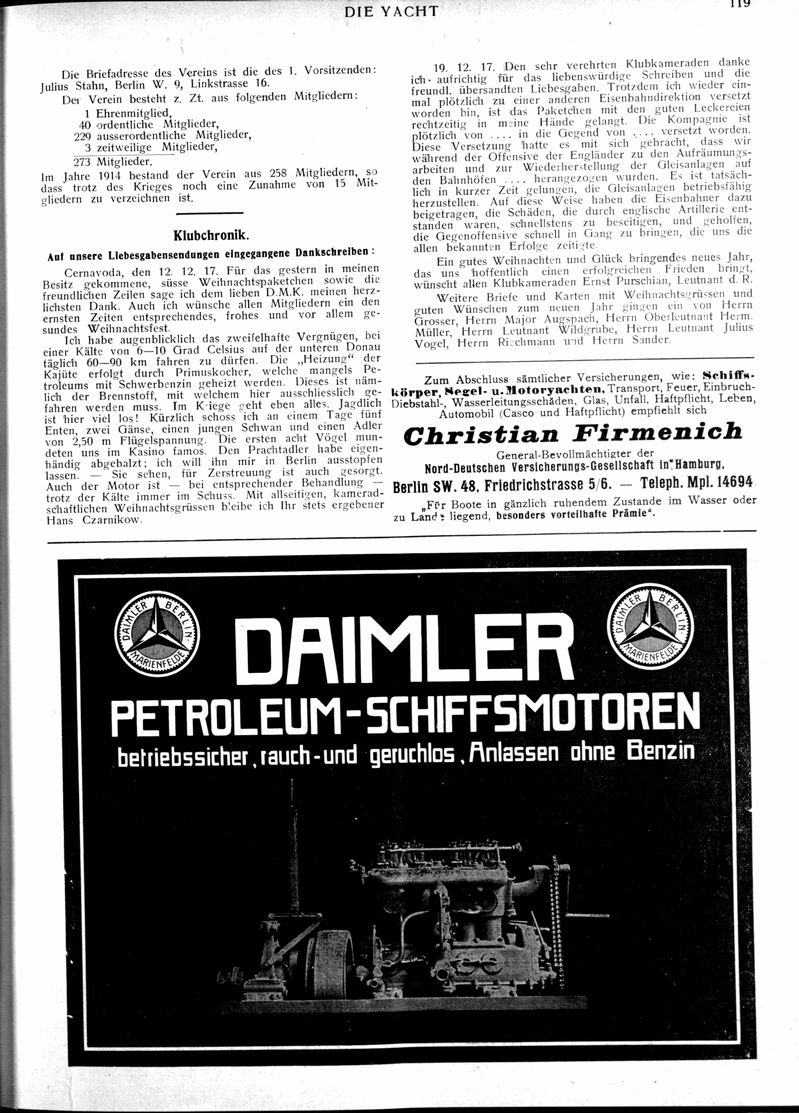 DIE YACHT
119
Die Briefadresse des Vereins ist die des 1. Vorsitzenden:
Julius Stahn, Berlin W. 9, Linkstrasse 16.
Der Verein besteht z. Zt. aus folgenden Mitgliedern:
1 Ehrenmitglied,
40 ordentliche Mitglieder,
229 ausserordentliche Mitglieder,
3 zeitweilige Mitglieder,
273 Mitglieder.
Im Jahre 1914 bestand der Verein aus 258 Mitgliedern, so
dass trotz des Krieges noch eine Zunahme von 15 Mit-
gliedern zu verzeichnen ist.
Klubchronik.
Auf unsere Liebesgabensendungen eingegangene Dankschreiben:
Cernavoda, den 12. 12. 17. Für das gestern in meinen
Besitz gekommene, süsse Weihnachtspaketchen sowie die
freundlichen Zeilen sage ich dem lieben D.M.K. meinen herz-
lichsten Dank. Auch ich wünsche allen Mitgliedern ein den
ernsten Zeiten entsprechendes, frohes und vor allem ge-
sundes Weihnachtsfest.
Ich habe augenblicklich das zweifelhafte Vergnügen, bei
einer Kälte von 6—10 Grad Celsius auf der unteren Donau
täglich 60—90 km fahren zu dürfen. Die „Heizung“ der
Kajüte erfolgt durch Primuskocher, welche mangels Pe-
troleums mit Schwerbenzin geheizt werden. Dieses ist näm-
lich der Brennstoff, mit welchem hier ausschliesslich ge-
fahren werden muss. Im Kriege geht eben alles. Jagdlich
ist hier viel los! Kürzlich schoss ich an einem Tage fünf
Enten, zwei Gänse, einen jungen Schwan und einen Adler
von 2,50 m Flügelspannung. Die ersten acht Vögel mun-
deten uns im Kasino famos. Den Prachtadler habe eigen-
händig abgebalzt; ich will ihn mir in Berlin ausstopfen
lassen. — Sie sehen, für Zerstreuung ist auch gesorgt.
Auch der Motor ist — bei entsprechender Behandlung —
trotz der Kälte immer im Schuss. Mit allseitigen, kamerad-
schaftlichen Weihnachtsgrüssen bleibe ich Ihr stets ergebener
Hans Czarnikow.
19. 12. 17. Den sehr verehrten Klubkameraden danke
ich aufrichtig für das liebenswürdige Schreiben und die
freundl. übersandten Liebesgaben. Trotzdem ich wieder ein-
mal plötzlich zu einer anderen Eisenbahndirektion versetzt
worden bin, ist das Paketchen mit den guten Leckereien
rechtzeitig in meine Hände gelangt. Die Kompagnie ist
plötzlich von .... in die Gegend von .... versetzt worden.
Diese Versetzung hatte es mit sich gebracht, dass wir
während der Offensive der Engländer zu den Aufräumungs-
arbeiten und zur Wiederherstellung der Gleisanlagen auf
den Bahnhöfen .... herangezogen wurden. Es ist tatsäch-
lich in kurzer Zeit gelungen, die Gleisanlagen betriebsfähig
herzustellen. Auf diese Weise haben die Eisenbahner dazu
beigetragen, die Schäden, die durch englische Artillerie ent-
standen waren, schnellstens zu beseitigen, und geholfen,
die Gegenoffensive schnell in Gang zu bringen, die uns die
allen bekannten Erfolge zeitigte.
Ein gutes Weihnachten und Glück bringendes neues Jahr,
das uns hoffentlich einen erfolgreichen Frieden bringt,
wünscht allen Klubkameraden Ernst Purschian, Leutnant d. R.
Weitere Briefe und Karten mit Weihnachtsgrüssen und
guten Wünschen zum neuen Jahr gingen ein von Herrn
Grosser, Herrn Major Augspach, Herrn Oberleutnant Herm.
Müller, Herrn Leutnant Wildgrube, Herrn Leutnant Julius
Vogel, Herrn Richmann und Herrn Sander.
Zum Abschluss sämtlicher Versicherungen, wie: Schiffs-
körper, Segel- u. Motoryachten, Transport, Feuer, Einbruch-
Diebstahl-, Wasserleitungsschäden, Glas, Unfall, Haftpflicht, Leben,
Automobil (Casco und Haftpflicht) empfiehlt sich
Christian Firmenich
General-Bevollmächtigter der
Nord-Deutschen Versicherungs-Gesellschaft in Hamburg,
Berlin SW. 48, Friedrichstrasse 5/6. — Teleph. Mpl. 14694
„Für Boote in gänzlich ruhendem Zustande im Wasser oder
zu Lande liegend, besonders vorteilhafte Prämie“.
DAIMLER BERLIN-MARIENFELDE
DAIMLER BERLIN-MARIENFELDE
DAIMLER
PETROLEUM-SCHIFFSMOTOREN
betriebssicher, rauch- und geruchlos, Anlassen ohne Benzin